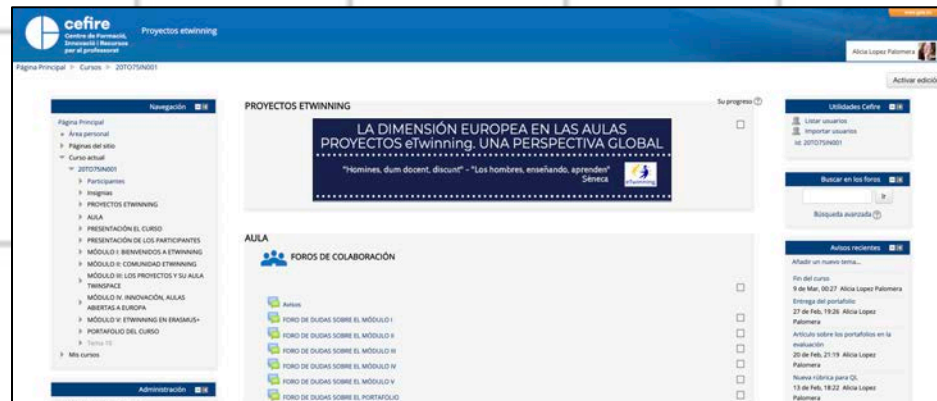 cefire
Centre de Formació,
Innovació i Recursos
per al professorat
Proyectos etwinning
Alicia Lopez Palomera
Página Principal > Cursos > 20TO75IN001
Activar edició
Navegación
Página Principal
Área personal
Páginas del sitio
Curso actual
20TO75IN001
Participantes
Insignias
PROYECTOS ETWINNING
AULA
PRESENTACIÓN EL CURSO
PRESENTACIÓN DE LOS PARTICIPANTES
MÓDULO I: BIENVENIDOS A ETWINNING
MÓDULO II: COMUNIDAD ETWINNING
MÓDULO III: LOS PROYECTOS Y SU AULA
TWINSPACE
MÓDULO IV. INNOVACIÓN, AULAS
ABIERTAS A EUROPA
MÓDULO V: ETWINNING EN ERASMUS+
PORTAFOLIO DEL CURSO
Tema 10
Mis cursos
Administración
PROYECTOS ETWINNING
Su progreso
LA DIMENSIÓN EUROPEA EN LAS AULAS
PROYECTOS eTwinning. UNA PERSPECTIVA GLOBAL
"Homines, dum docent, discunt" - "Los hombres, enseñando, aprenden"
Séneca
eTwinning
AULA
FOROS DE COLABORACIÓN
Avisos
FORO DE DUDAS SOBRE EL MÓDULO I
FORO DE DUDAS SOBRE EL MÓDULO II
FORO DE DUDAS SOBRE EL MÓDULO III
FORO DE DUDAS SOBRE EL MÓDULO IV
FORO DE DUDAS SOBRE EL MÓDULO V
FORO DE DUDAS SOBRE EL PORTAFOLIO
Utilidades Cefire
Listar usuarios
Importar usuarios
Id: 20TO75IN001
Buscar en los foros
Ir
Búsqueda avanzada
Avisos recientes
Añadir un nuevo tema...
Fin del curso
9 de Mar, 00:27 Alicia Lopez Palomera
Entrega del portafolio
27 de Feb, 19:26 Alicia Lopez
Palomera
Artículo sobre los portafolios en la
evaluación
20 de Feb, 21:19 Alicia Lopez
Palomera
Nueva rúbrica para QL
13 de Feb, 18:22 Alicia Lopez
Palomera